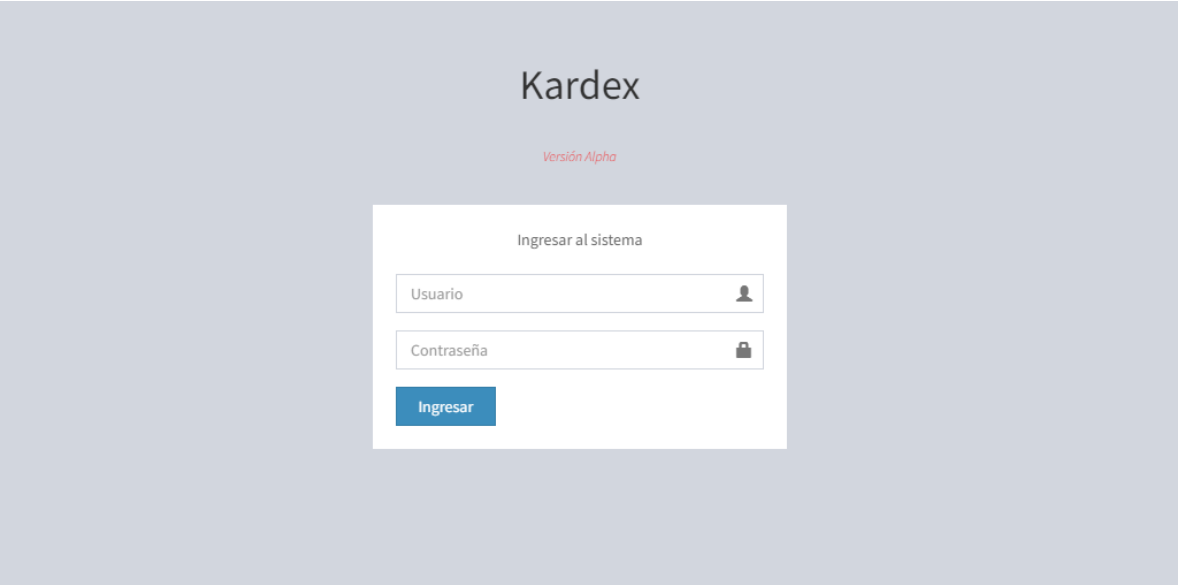 Kardex
Versión Alpha
Ingresar al sistema
Usuario
Contraseña
Ingresar